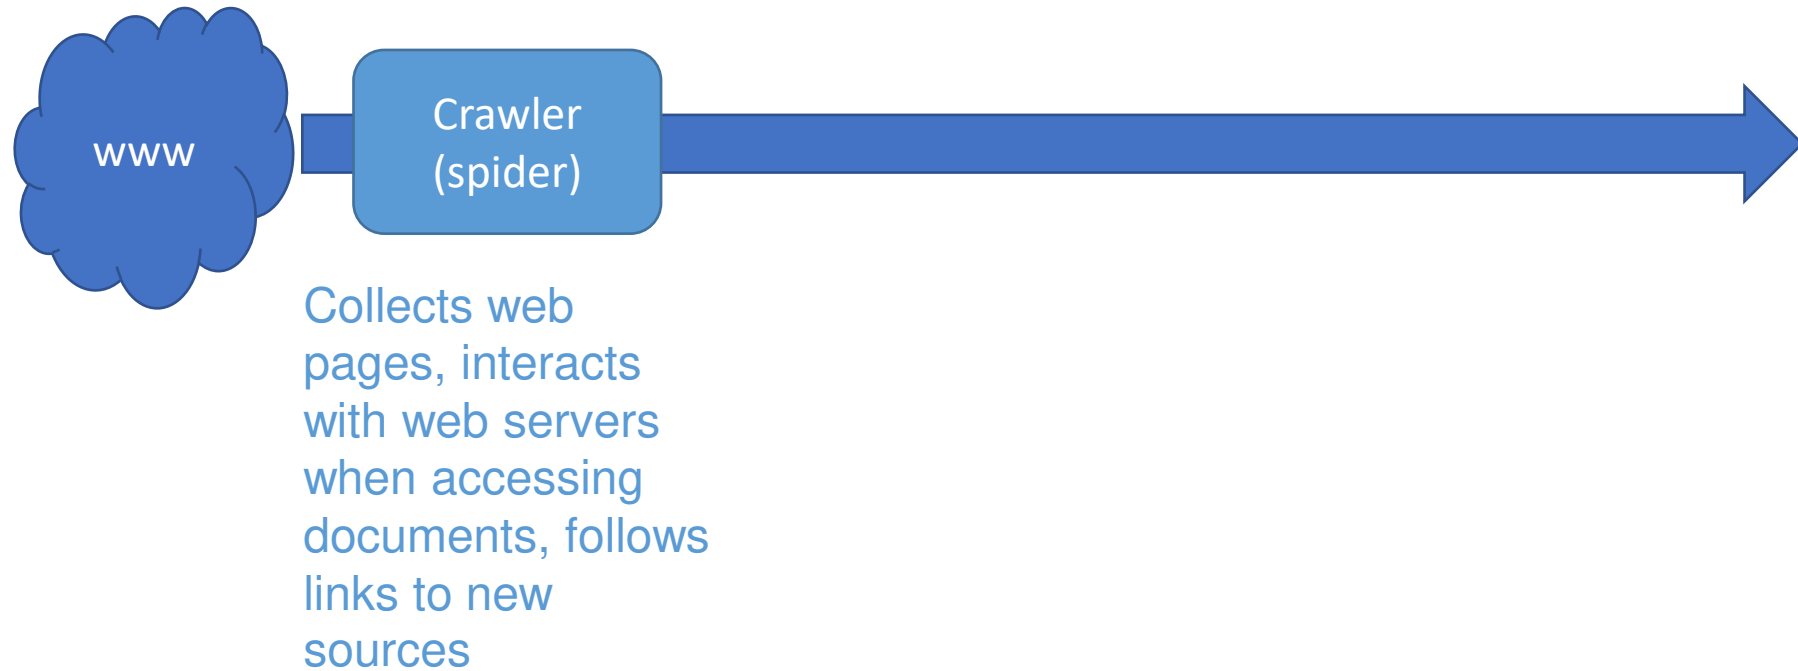 www
Crawler
(spider)
Collects web
pages, interacts
with web servers
when accessing
documents, follows
links to new
sources